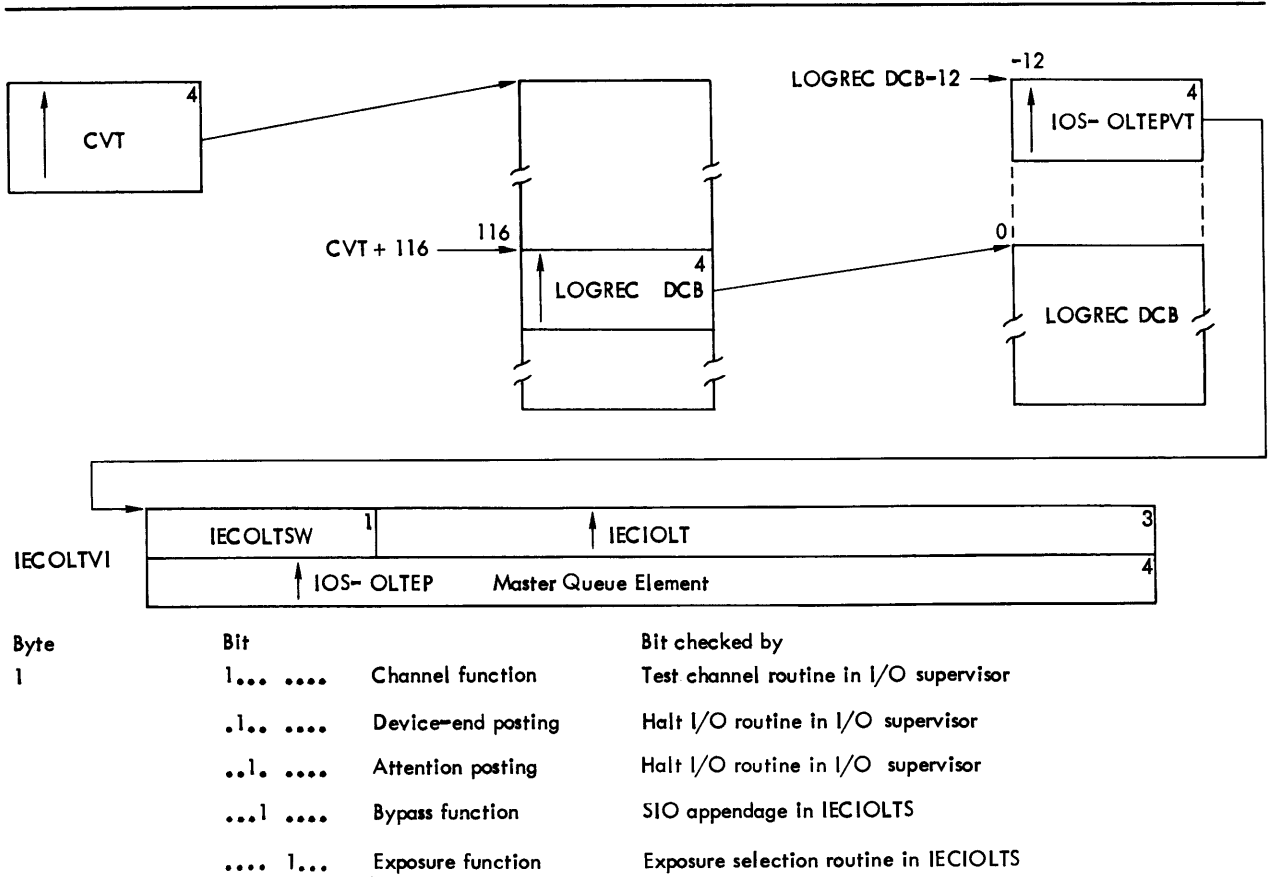 -12
LOGREC DCB-12
4
CVT
4
IOS- OLTEPVT
CVT + 116
116
0
4
LOGREC DCB
LOGREC DCB
IECOLTVI
IECOLTSW
1
IECIOLT
3
IOS- OLTEP Master Queue Element
4
Byte Bit Bit checked by
1 1... .... Channel function Test channel routine in I/O supervisor
.1.. .... Device-end posting Halt I/O routine in I/O supervisor
..1. .... Attention posting Halt I/O routine in I/O supervisor
...1 .... Bypass function SIO appendage in IECIOLTS
.... 1... Exposure function Exposure selection routine in IECIOLTS